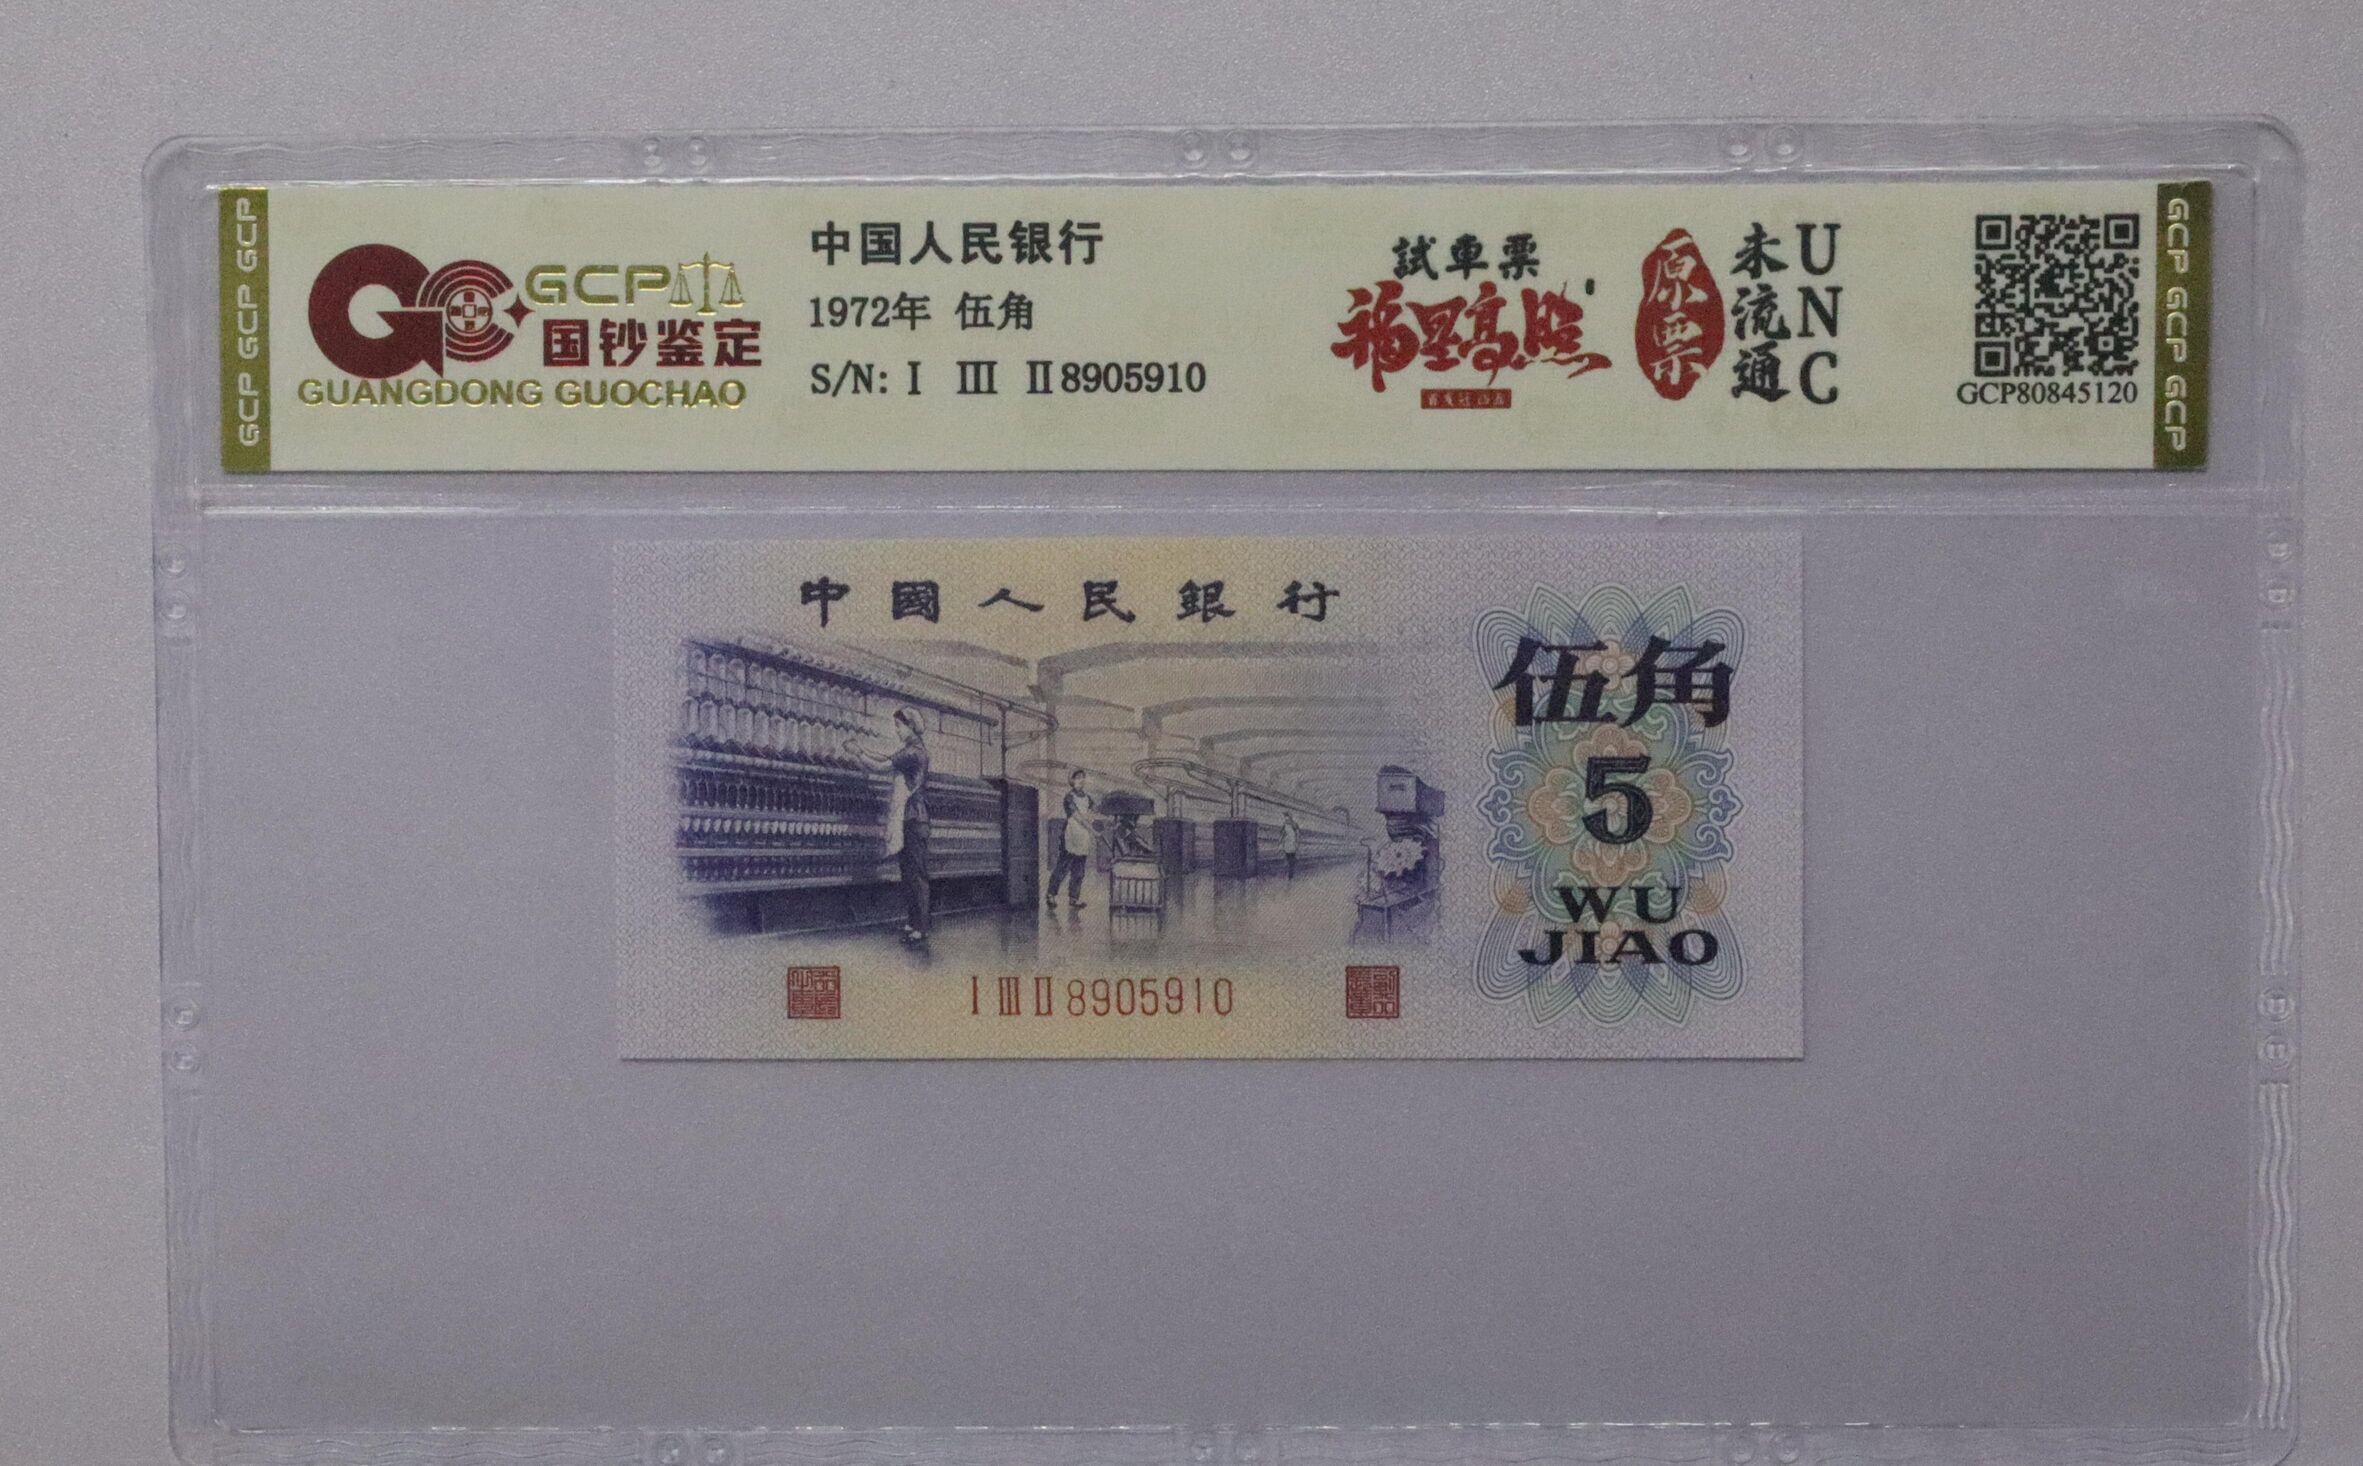 GCP GCP GCP
GCP
国钞鉴定
GUANGDONG GUOCHAO
中国人民银行
1972年 伍角
S/N: I III II8905910
試車票
福星高照
原票
未流通
UNC
GCP80845120
GCP GCP GCP
中國人民銀行
伍角
5
WU
JIAO
I III II 8905910